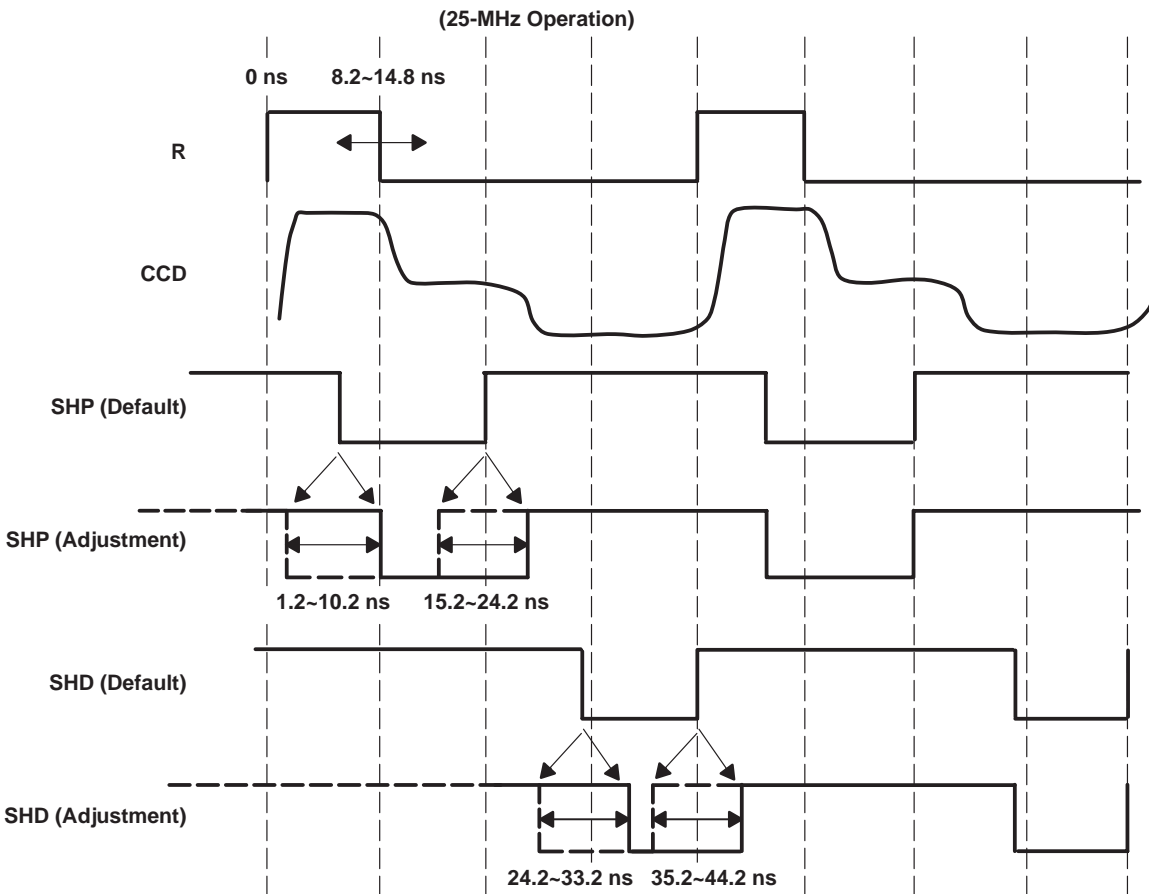 (25-MHz Operation)
0 ns
8.2~14.8 ns
R
CCD
SHP (Default)
SHP (Adjustment)
1.2~10.2 ns
15.2~24.2 ns
SHD (Default)
SHD (Adjustment)
24.2~33.2 ns
35.2~44.2 ns